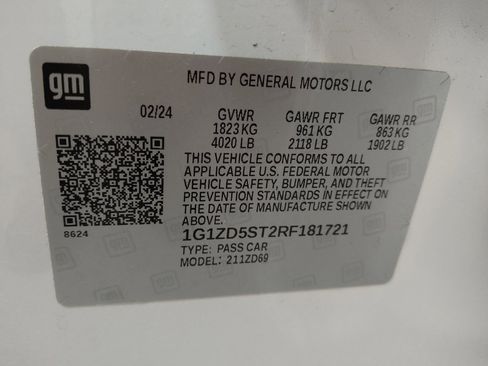 gm
MFD BY GENERAL MOTORS LLC
02/24 GVWR GAWR FRT GAWR RR
1823 KG 961 KG 863 KG
4020 LB 2118 LB 1902 LB
THIS VEHICLE CONFORMS TO ALL
APPLICABLE U.S. FEDERAL MOTOR
VEHICLE SAFETY, BUMPER, AND THEFT
PREVENTION STANDARDS IN EFFECT
ON THE DATE OF MANUFACTURE SHOWN
ABOVE.
8624
1G1ZD5ST2RF181721
TYPE: PASS CAR
MODEL: 211ZD69